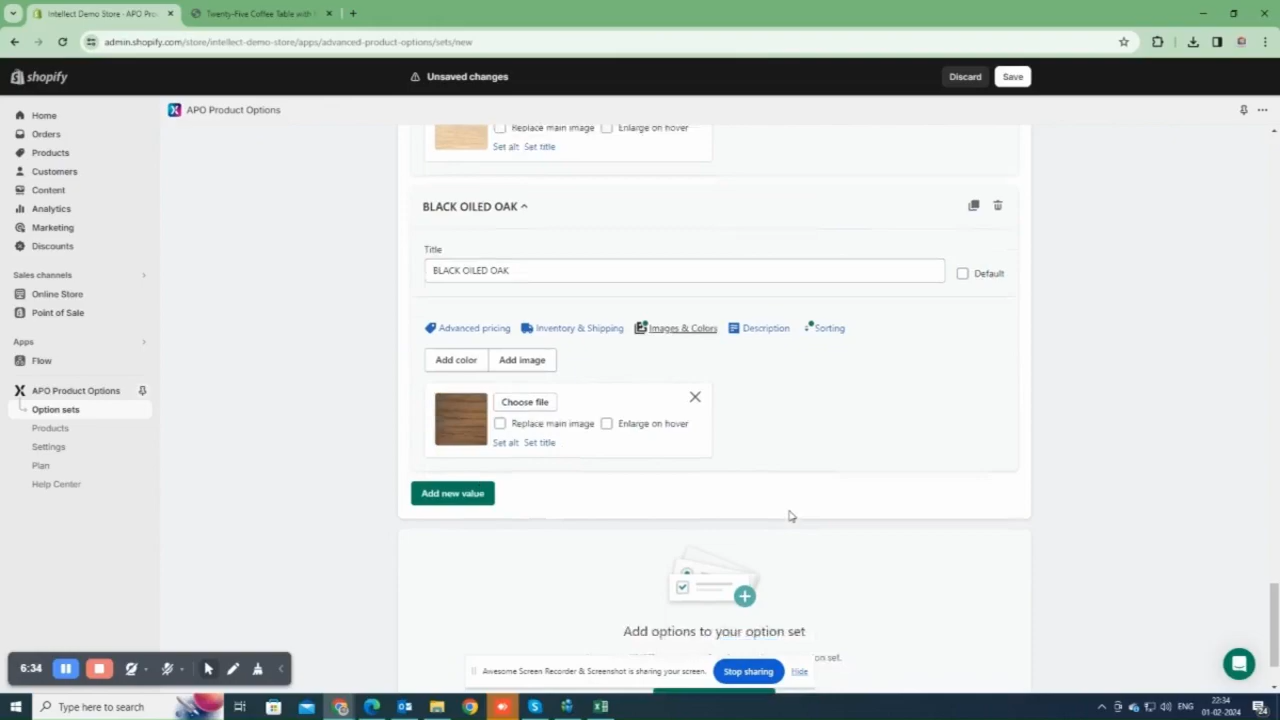 Intellect Demo Store - APO Pro
Twenty-Five Coffee Table with
admin.shopify.com/store/intellect-demo-store/apps/advanced-product-options/sets/new
shopify
Unsaved changes
Discard
Save
APO Product Options
Home
Orders
Products
Customers
Content
Analytics
Marketing
Discounts
Sales channels
Online Store
Point of Sale
Apps
Flow
APO Product Options
Option sets
Products
Settings
Plan
Help Center
Replace main image Enlarge on hover
Set alt Set title
BLACK OILED OAK
Title
BLACK OILED OAK
Default
Advanced pricing Inventory & Shipping Images & Colors Description Sorting
Add color Add image
Choose file
Replace main image Enlarge on hover
Set alt Set title
Add new value
Add options to your option set
on set.
6:34
Awesome Screen Recorder & Screenshot is sharing your screen. Stop sharing Hide
Type here to search
ENG
22:34
01-02-2024
24